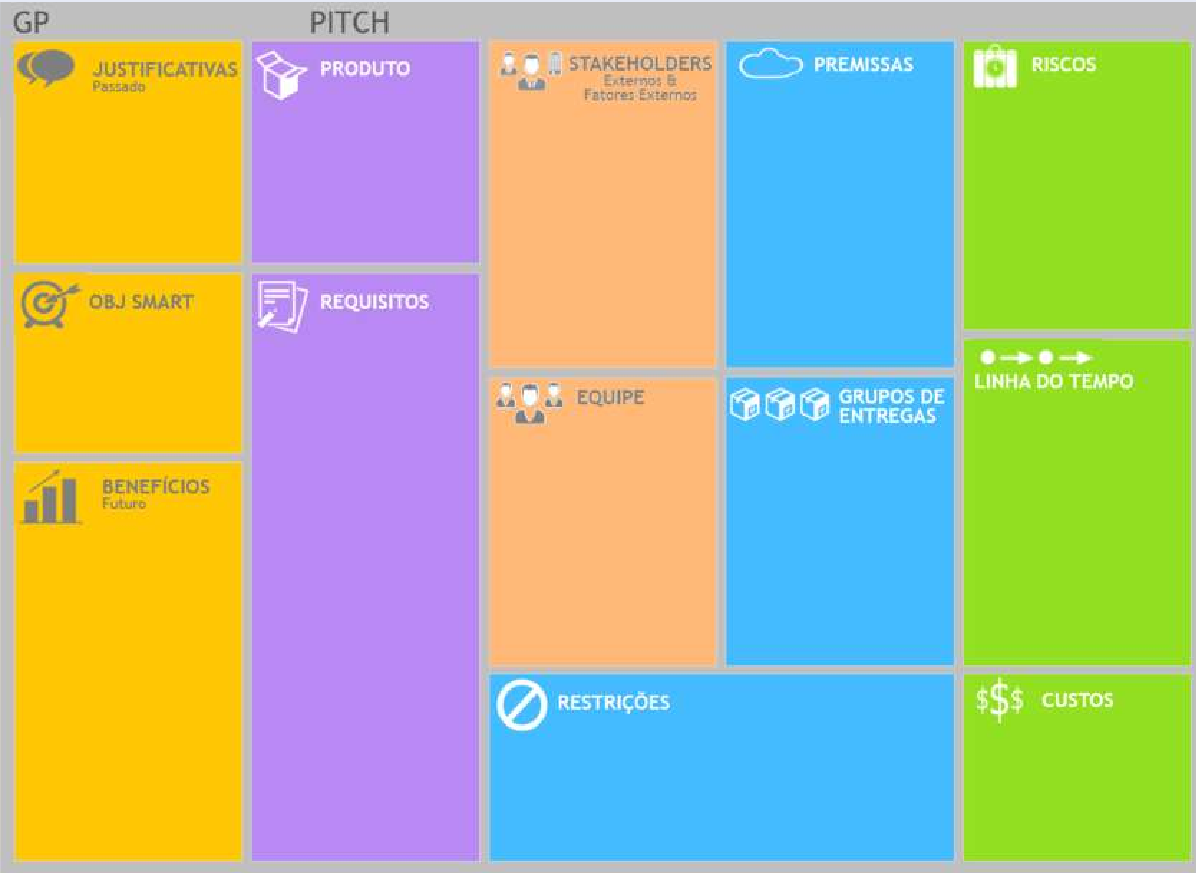 GP
PITCH
JUSTIFICATIVAS
Passado
PRODUTO
STAKEHOLDERS
Externos &
Fatores Externos
PREMISSAS
RISCOS
OBJ SMART
REQUISITOS
LINHA DO TEMPO
EQUIPE
GRUPOS DE
ENTREGAS
BENEFÍCIOS
Futuro
RESTRIÇÕES
$$$ CUSTOS